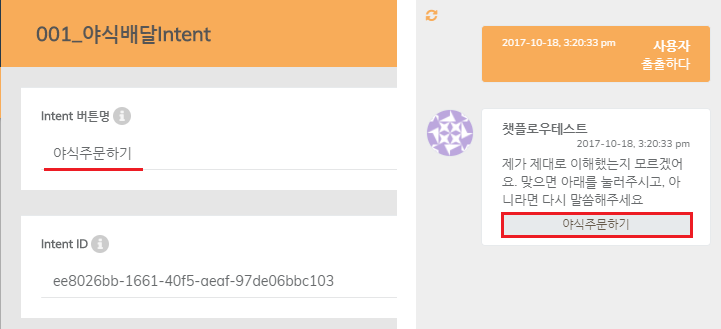 001_야식배달Intent
Intent 버튼명
야식주문하기
Intent ID
ee8026bb-1661-40f5-aeaf-97de06bbc103
2017-10-18, 3:20:33 pm 사용자
출출하다
챗플로우테스트
2017-10-18, 3:20:33 pm
제가 제대로 이해했는지 모르겠어
요. 맞으면 아래를 눌러주시고, 아
니라면 다시 말씀해주세요
야식주문하기